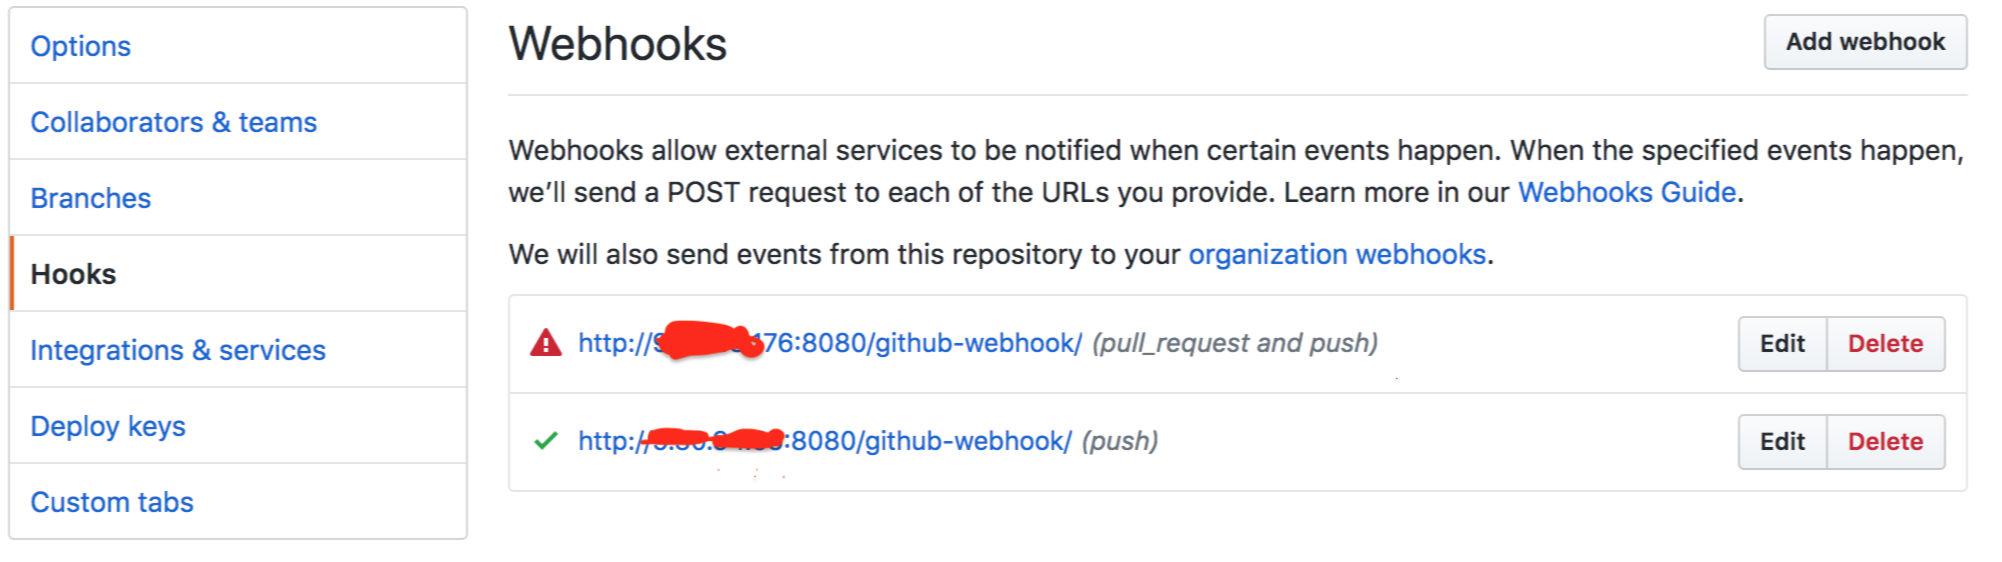 Options
Collaborators & teams
Branches
Hooks
Integrations & services
Deploy keys
Custom tabs
Webhooks
Add webhook
Webhooks allow external services to be notified when certain events happen. When the specified events happen,
we’ll send a POST request to each of the URLs you provide. Learn more in our Webhooks Guide.
We will also send events from this repository to your organization webhooks.
http:// 76:8080/github-webhook/ (pull_request and push)
Edit
Delete
http:// :8080/github-webhook/ (push)
Edit
Delete